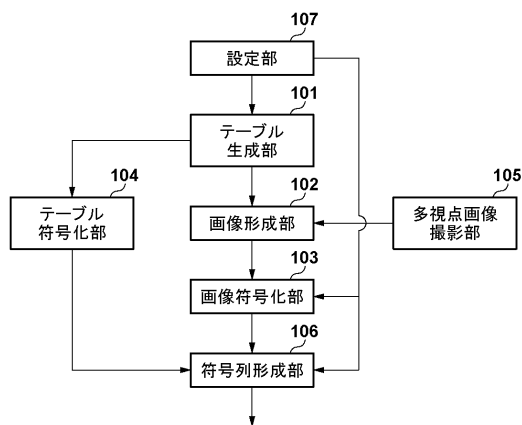 107
設定部
101
テーブル
生成部
104
テーブル
符号化部
102
画像形成部
105
多視点画像
撮影部
103
画像符号化部
106
符号列形成部